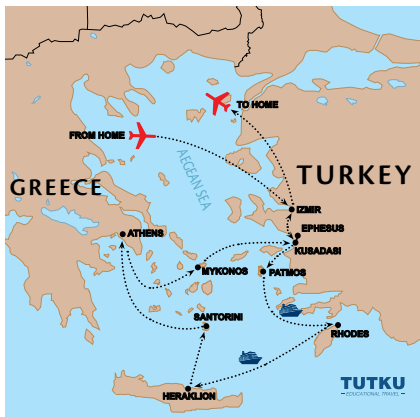 TO HOME
FROM HOME
AEGEAN SEA
TURKEY
GREECE
IZMIR
EPHESUS
ATHENS
KUSADASI
MYKONOS
PATMOS
SANTORINI
RHODES
HERAKLION
TUTKU
EDUCATIONAL TRAVEL